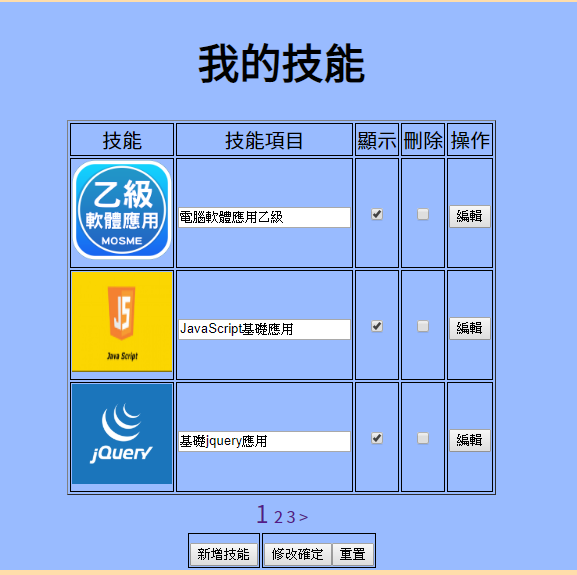 我的技能
技能 技能項目 顯示 刪除 操作
乙級
軟體應用
MOSME
電腦軟體應用乙級 編輯
JS
Java Script
JavaScript基礎應用 編輯
jQuery
基礎jquery應用 編輯
1 2 3 >
新增技能 修改確定 重置